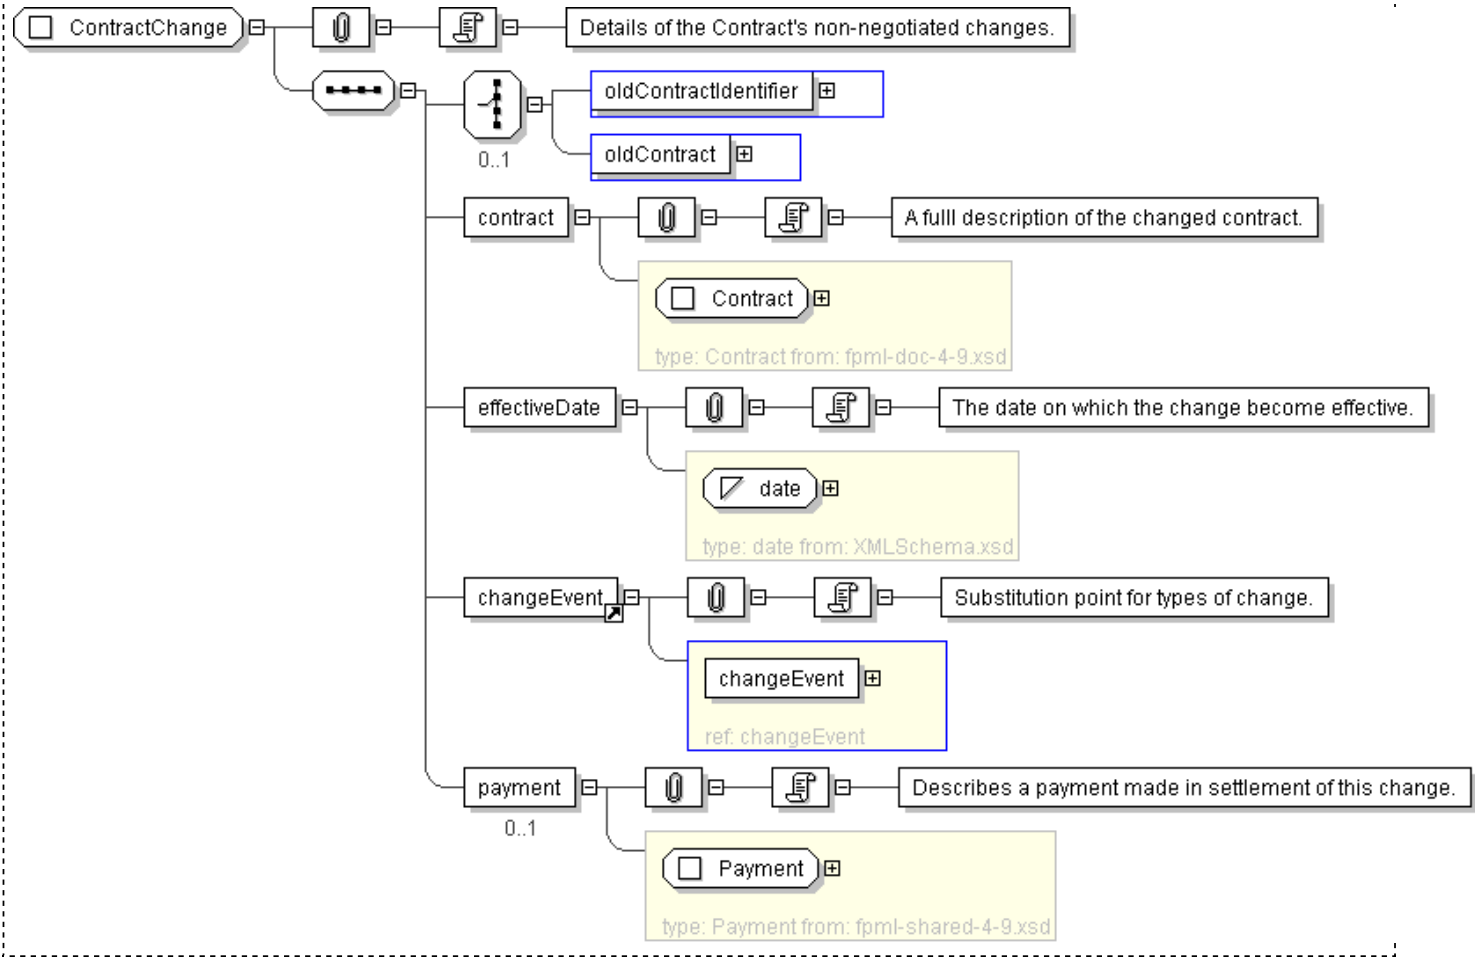 ContractChange
Details of the Contract's non-negotiated changes.
oldContractIdentifier
0..1
oldContract
contract
A fulll description of the changed contract.
Contract
type: Contract from: fpml-doc-4-9.xsd
effectiveDate
The date on which the change become effective.
date
type: date from: XMLSchema.xsd
changeEvent
Substitution point for types of change.
changeEvent
ref: changeEvent
payment
Describes a payment made in settlement of this change.
0..1
Payment
type: Payment from: fpml-shared-4-9.xsd